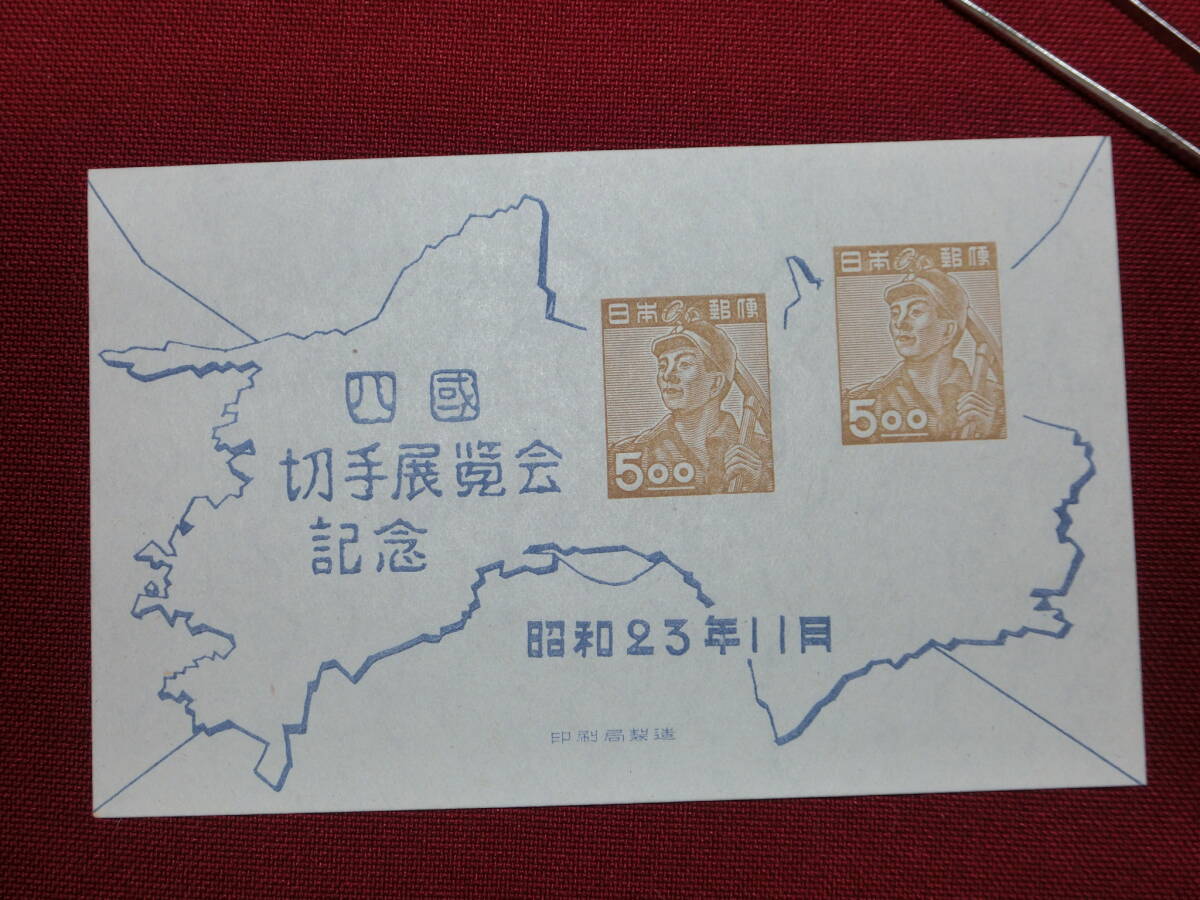 四國
切手展覧会
記念
日本郵便
5.00
日本郵便
5.00
昭和23年11月
印刷局製造